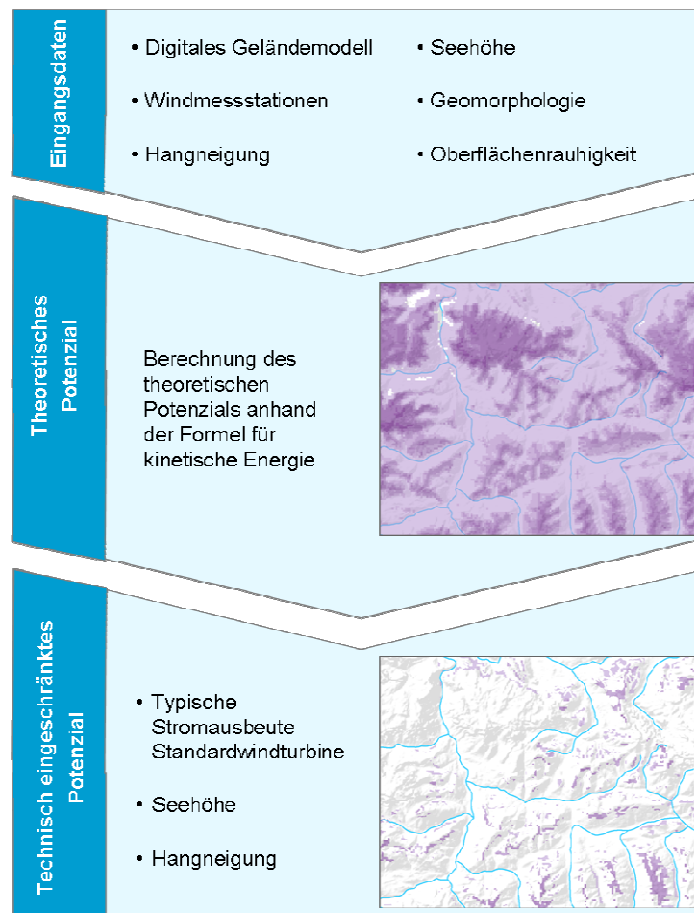 Eingangsdaten
• Digitales Geländemodell
• Windmessstationen
• Hangneigung
• Seehöhe
• Geomorphologie
• Oberflächenrauhigkeit
Theoretisches
Potenzial
Berechnung des
theoretischen
Potenzials anhand
der Formel für
kinetische Energie
Technisch eingeschränktes
Potenzial
• Typische
Stromausbeute
Standardwindturbine
• Seehöhe
• Hangneigung